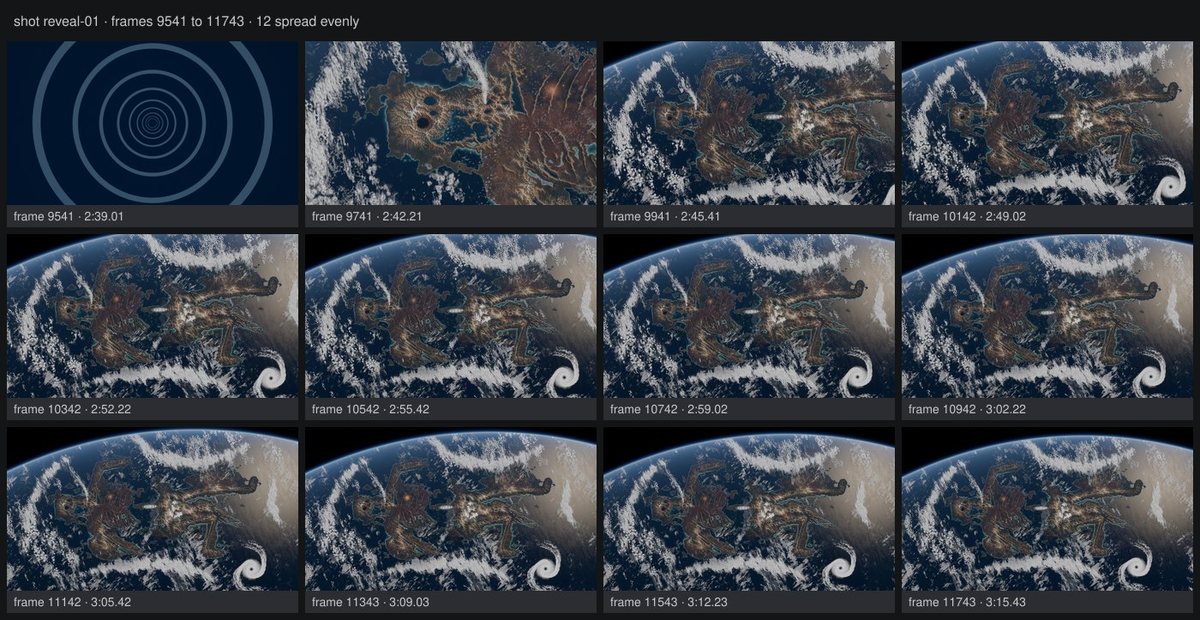 shot reveal-01 · frames 9541 to 11743 · 12 spread evenly
frame 9541 · 2:39.01
frame 9741 · 2:42.21
frame 9941 · 2:45.41
frame 10142 · 2:49.02
frame 10342 · 2:52.22
frame 10542 · 2:55.42
frame 10742 · 2:59.02
frame 10942 · 3:02.22
frame 11142 · 3:05.42
frame 11343 · 3:09.03
frame 11543 · 3:12.23
frame 11743 · 3:15.43